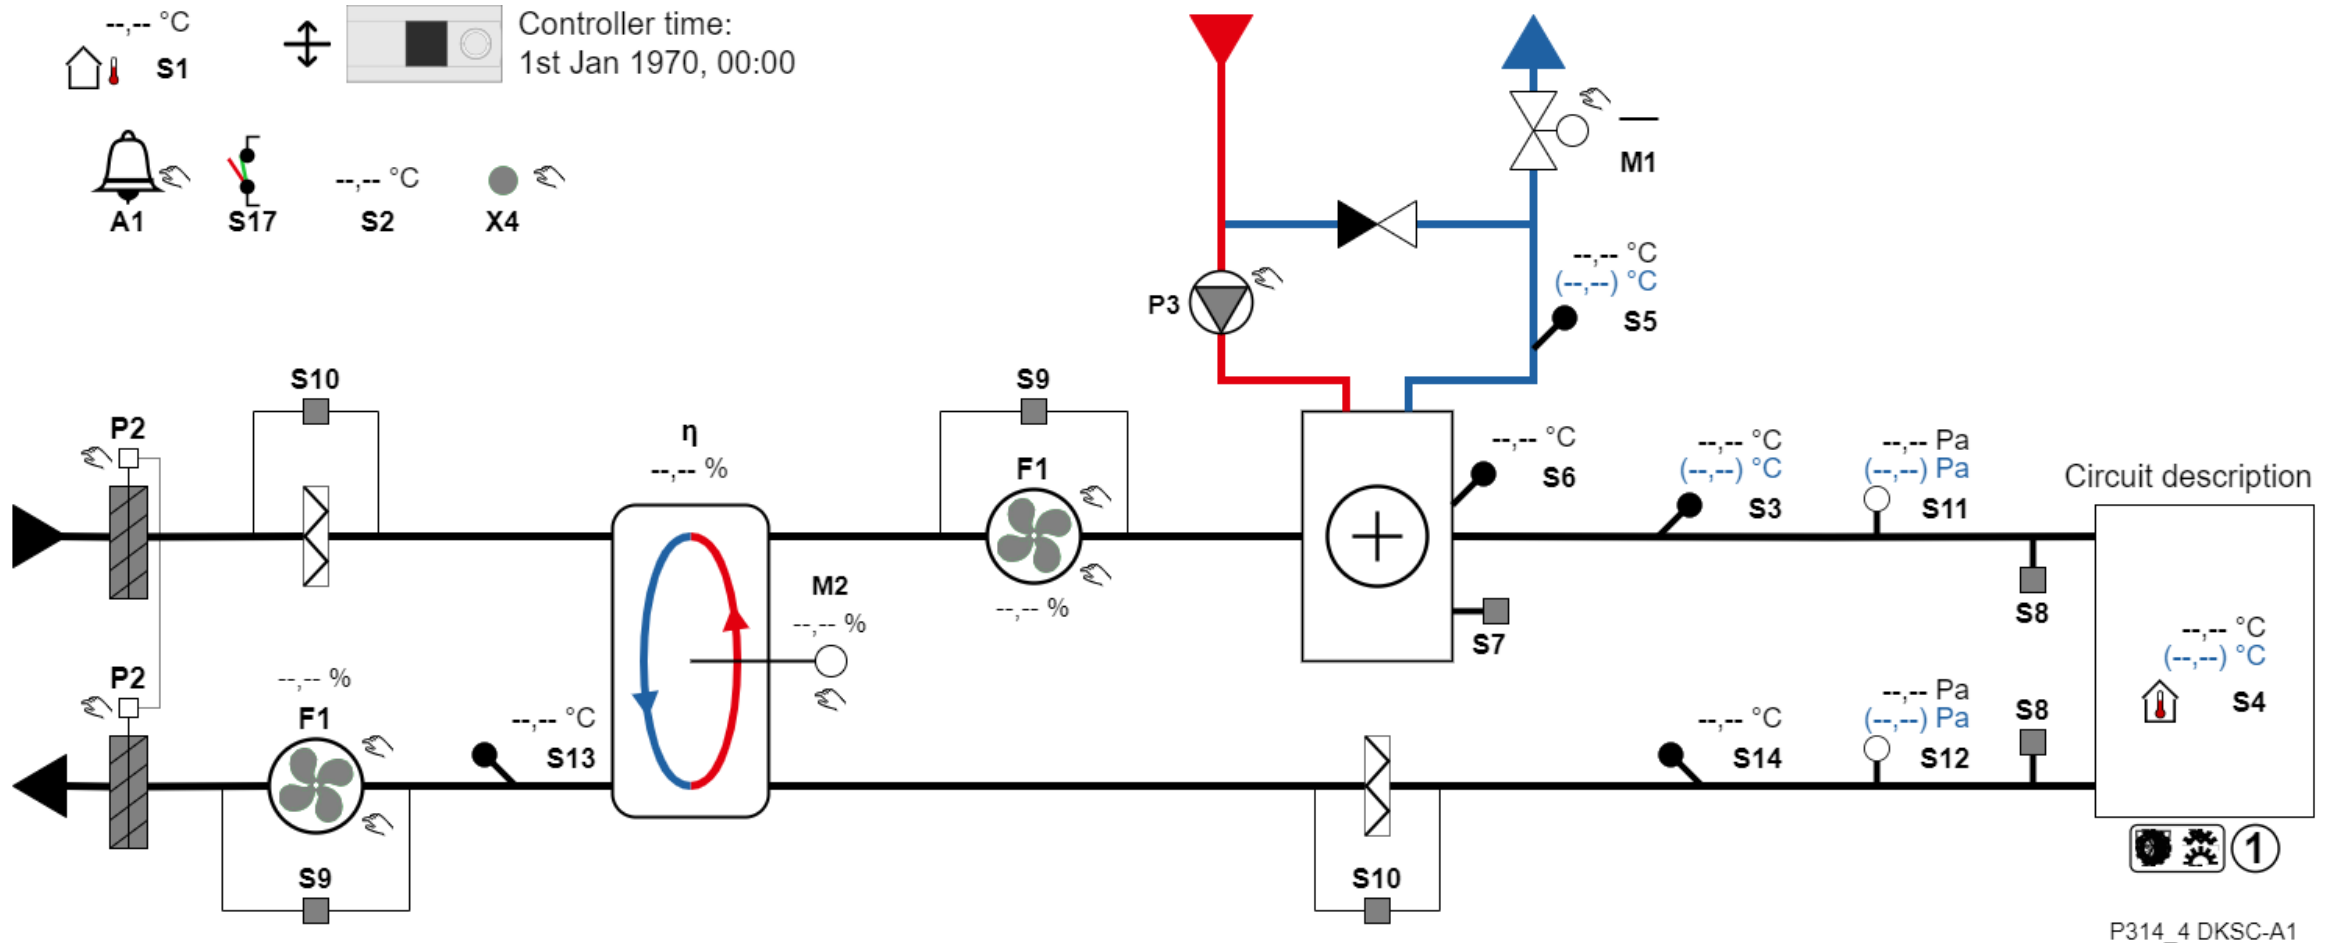 --,-- °C
S1
Controller time:
1st Jan 1970, 00:00
A1
S17
--,-- °C
S2
X4
M1
--,-- °C
(--,--) °C
S5
P3
S10
P2
η
--,-- %
S9
F1
--,-- %
--,-- °C
S6
--,-- °C
(--,--) °C
S3
--,-- Pa
(--,--) Pa
S11
Circuit description
M2
--,-- %
S7
S8
--,-- °C
(--,--) °C
S4
P2
--,-- %
F1
--,-- °C
S13
--,-- °C
S14
--,-- Pa
(--,--) Pa
S12
S8
S9
S10
1
P314_4 DKSC-A1